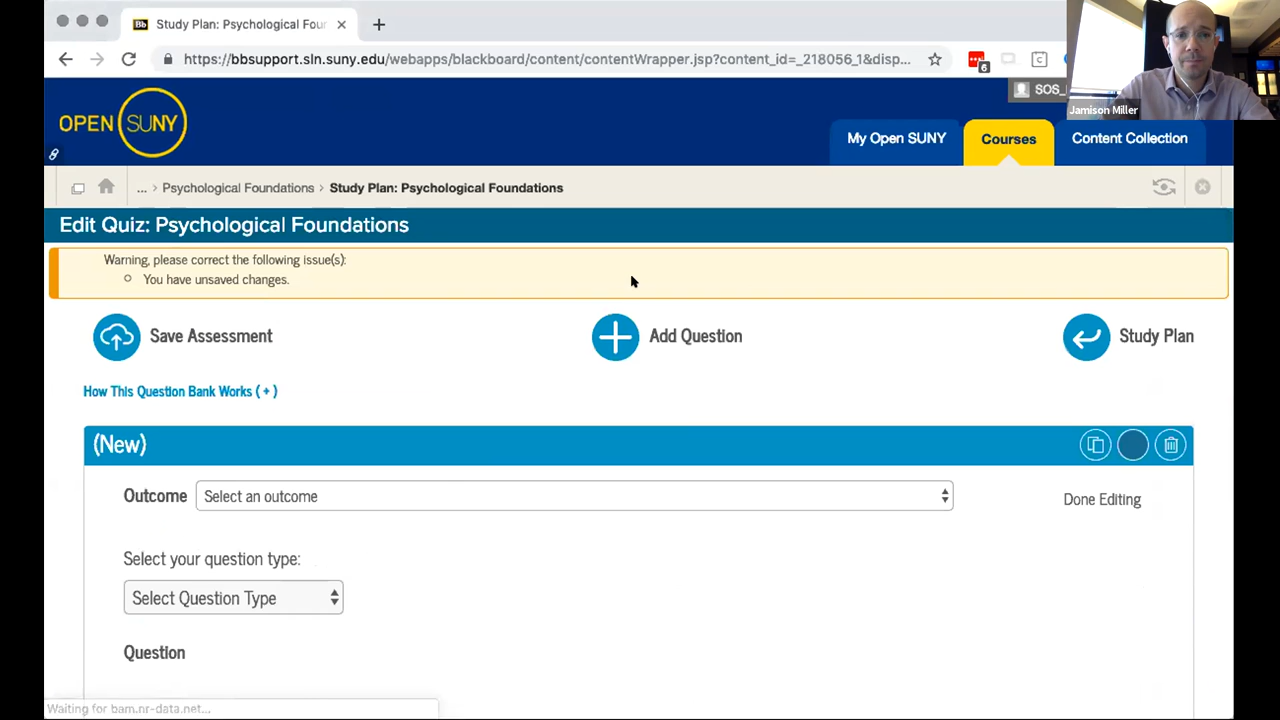 Bb Study Plan: Psychological Four
https://bbsupport.sln.suny.edu/webapps/blackboard/content/contentWrapper.jsp?content_id=_218056_1&disp...
6
C
SOS_
Jamison Miller
OPEN SUNY
My Open SUNY
Courses
Content Collection
... › Psychological Foundations › Study Plan: Psychological Foundations
Edit Quiz: Psychological Foundations
Warning, please correct the following issue(s):
You have unsaved changes.
Save Assessment
Add Question
Study Plan
How This Question Bank Works ( + )
(New)
Outcome
Select an outcome
Done Editing
Select your question type:
Select Question Type
Question
Waiting for bam.nr-data.net...